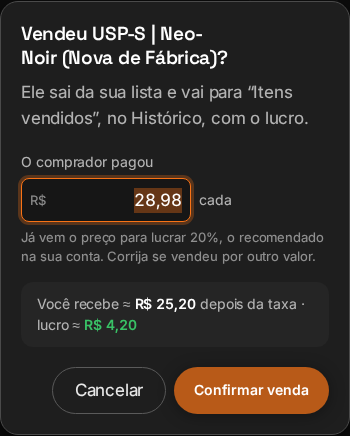 Vendeu USP-S | Neo-
Noir (Nova de Fábrica)?
Ele sai da sua lista e vai para “Itens
vendidos”, no Histórico, com o lucro.
O comprador pagou
R$ 28,98 cada
Já vem o preço para lucrar 20%, o recomendado
na sua conta. Corrija se vendeu por outro valor.
Você recebe ≈ R$ 25,20 depois da taxa ·
lucro ≈ R$ 4,20
Cancelar Confirmar venda